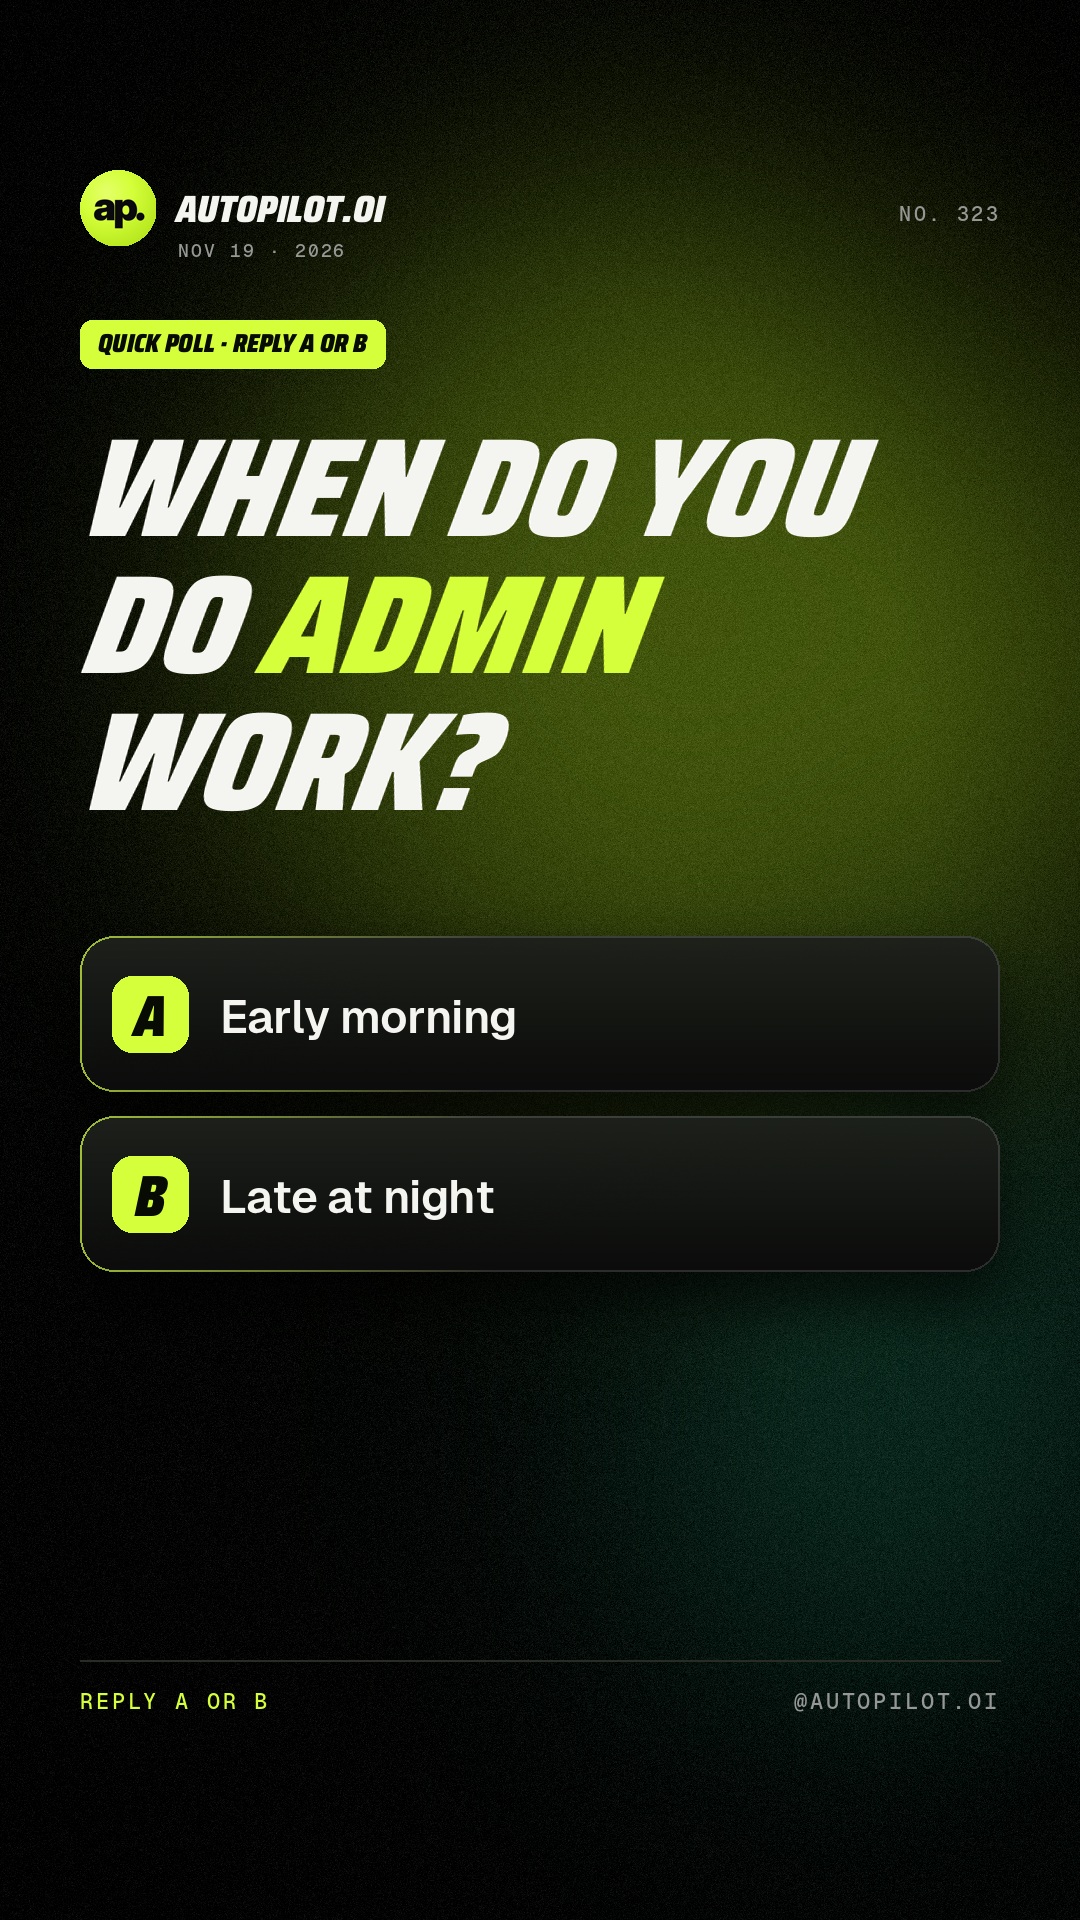 ap.
AUTOPILOT.OI
NO. 323
NOV 19 · 2026
QUICK POLL · REPLY A OR B
WHEN DO YOU
DO ADMIN
WORK?
A Early morning
B Late at night
REPLY A OR B
@AUTOPILOT.OI